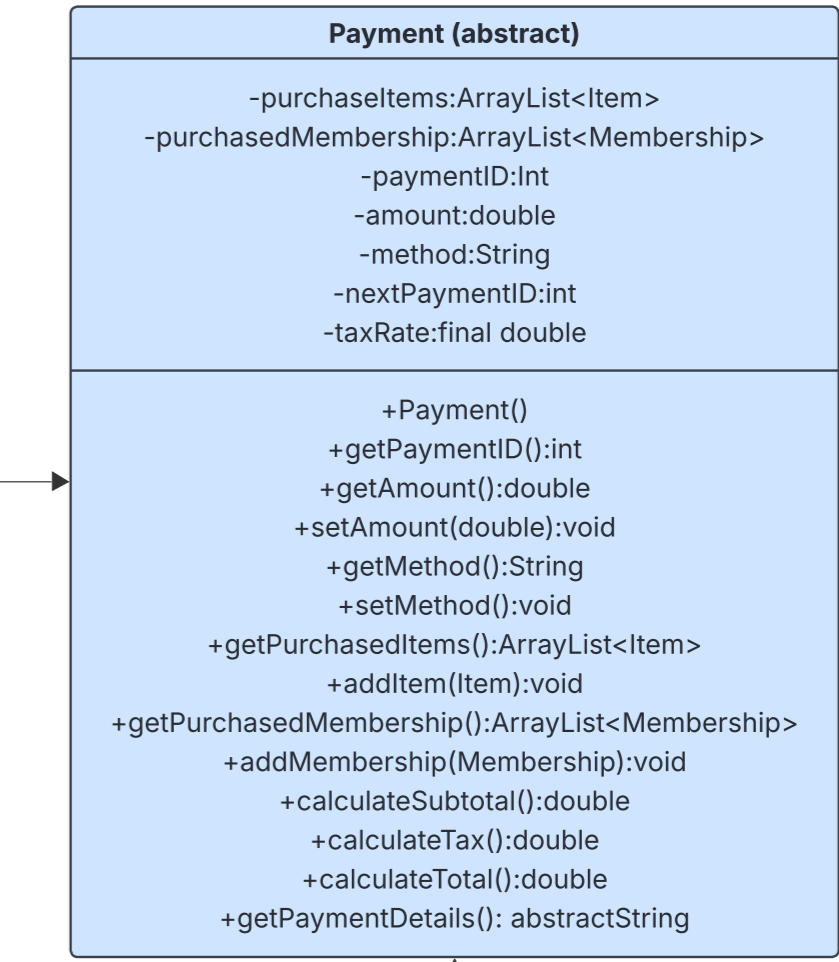 Payment (abstract)
-purchaseItems:ArrayList<Item>
-purchasedMembership:ArrayList<Membership>
-paymentID:Int
-amount:double
-method:String
-nextPaymentID:int
-taxRate:final double
+Payment()
+getPaymentID():int
+getAmount():double
+setAmount(double):void
+getMethod():String
+setMethod():void
+getPurchasedItems():ArrayList<Item>
+addItem(Item):void
+getPurchasedMembership():ArrayList<Membership>
+addMembership(Membership):void
+calculateSubtotal():double
+calculateTax():double
+calculateTotal():double
+getPaymentDetails(): abstractString